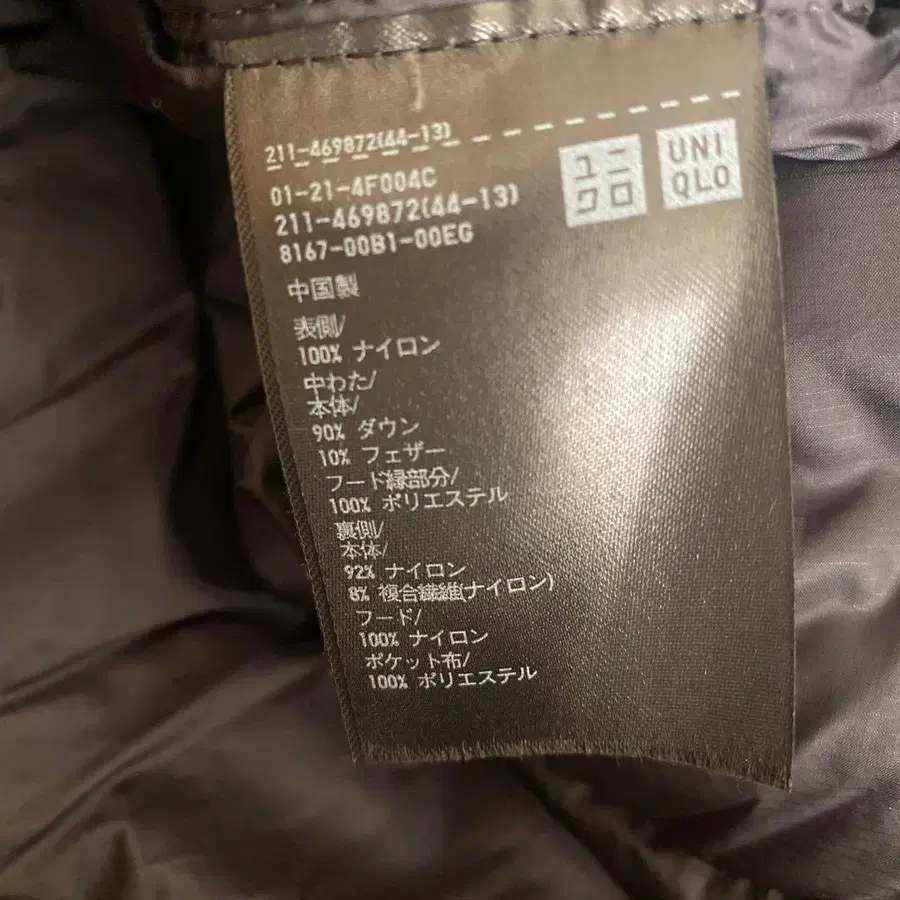 211-469872(44-13)
ユニ
クロ
UNI
QLO
01-21-4F004C
211-469872(44-13)
8167-00B1-00EG
中国製
表側/
100% ナイロン
中わた/
本体/
90% ダウン
10% フェザー
フード縁部分/
100% ポリエステル
裏側/
本体/
92% ナイロン
8% 複合繊維(ナイロン)
フード/
100% ナイロン
ポケット布/
100% ポリエステル